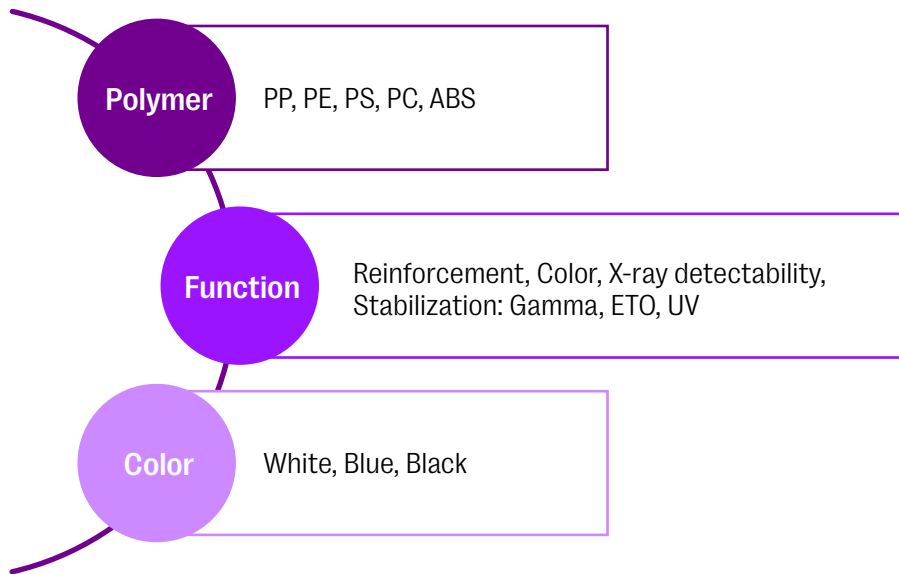 Polymer
PP, PE, PS, PC, ABS
Function
Reinforcement, Color, X-ray detectability,
Stabilization: Gamma, ETO, UV
Color
White, Blue, Black